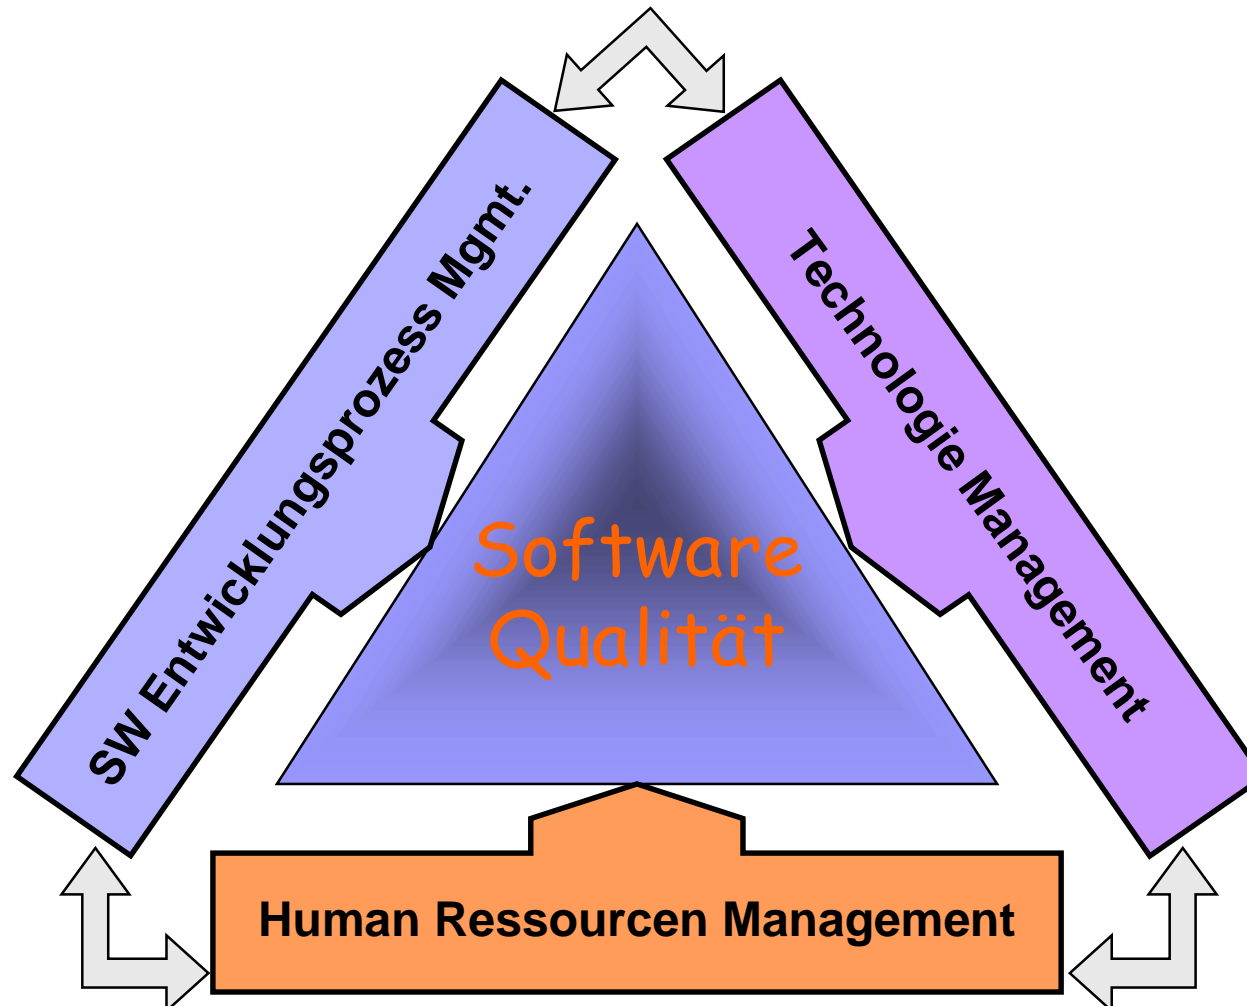 SW Entwicklungsprozess Mgmt.
Technologie Management
Software
Qualität
Human Ressourcen Management